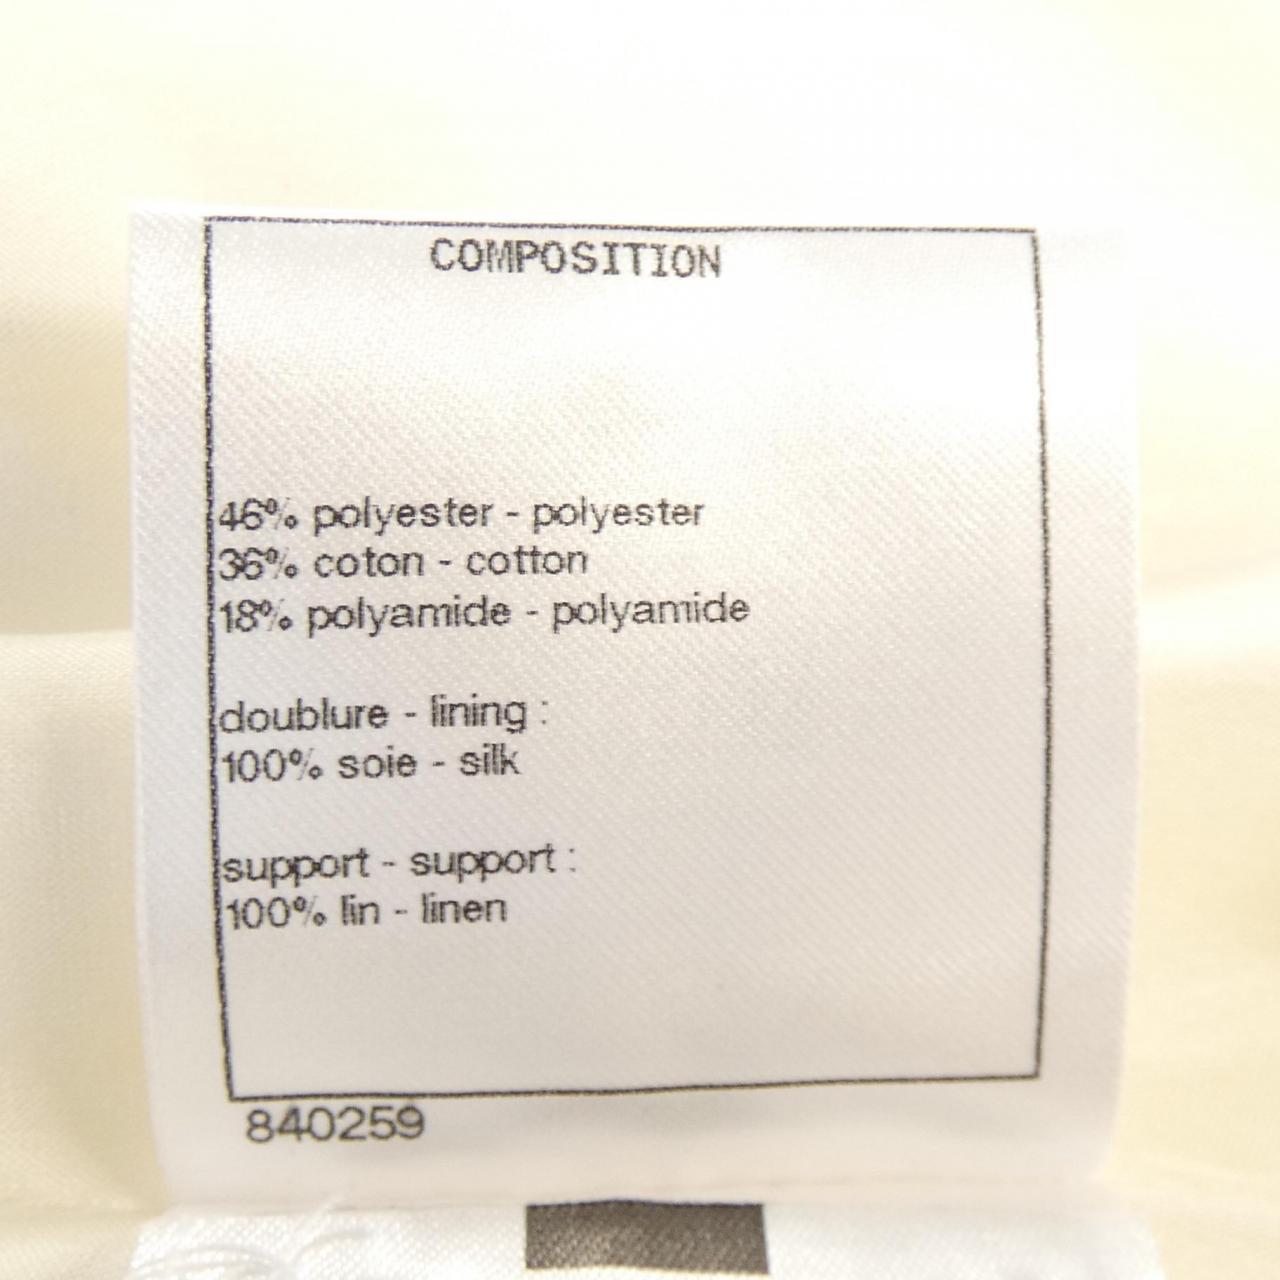 COMPOSITION
46% polyester - polyester
36% coton - cotton
18% polyamide - polyamide
doublure - lining :
100% soie - silk
support - support :
100% lin - linen
840259